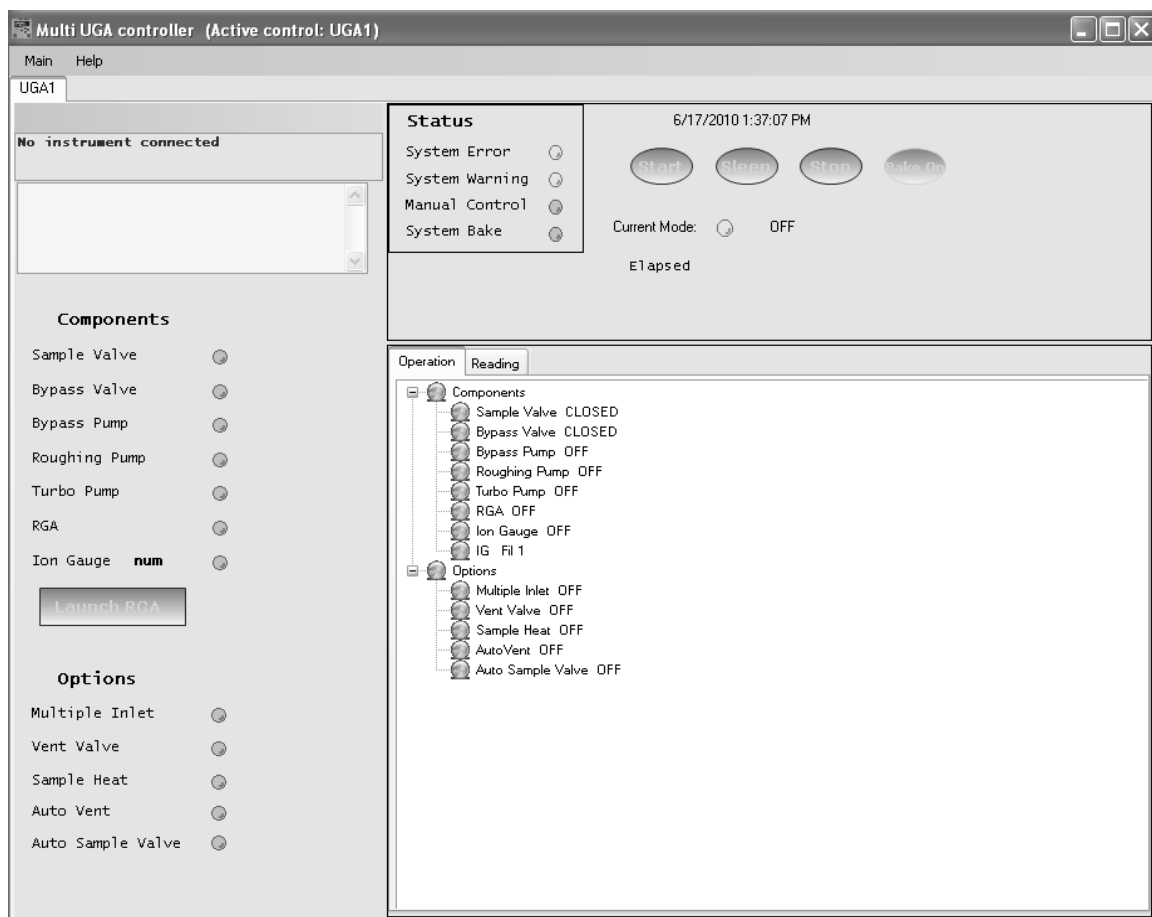 Multi UGA controller (Active control: UGA1)
Main Help
UGA1
No instrument connected
Status
System Error
System Warning
Manual Control
System Bake
6/17/2010 1:37:07 PM
Start Sleep Stop Bake On
Current Mode: OFF
Elapsed
Components
Sample Valve
Bypass Valve
Bypass Pump
Roughing Pump
Turbo Pump
RGA
Ion Gauge num
Launch RGA
Options
Multiple Inlet
Vent Valve
Sample Heat
Auto Vent
Auto Sample Valve
Operation Reading
Components
Sample Valve CLOSED
Bypass Valve CLOSED
Bypass Pump OFF
Roughing Pump OFF
Turbo Pump OFF
RGA OFF
Ion Gauge OFF
IG Fil 1
Options
Multiple Inlet OFF
Vent Valve OFF
Sample Heat OFF
AutoVent OFF
Auto Sample Valve OFF